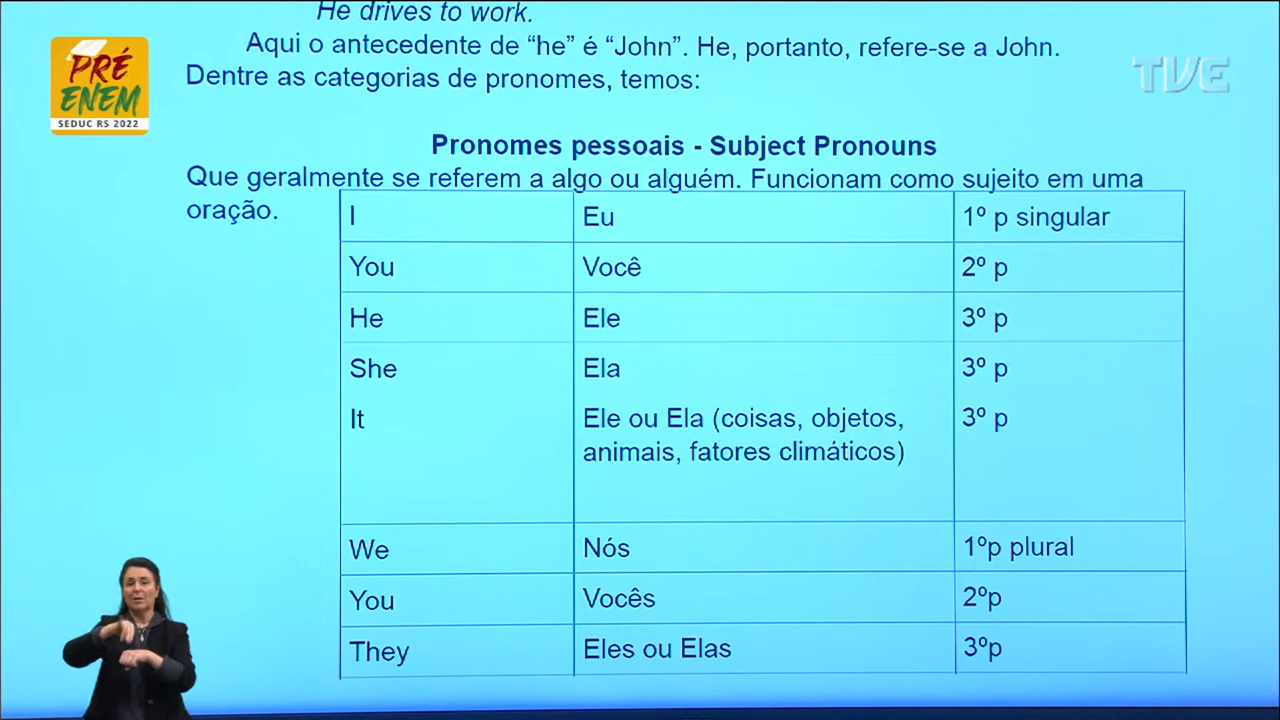 He drives to work.
Aqui o antecedente de “he” é “John”. He, portanto, refere-se a John.
Dentre as categorias de pronomes, temos:
PRÉ
ENEM
SEDUC RS 2022
TVE
Pronomes pessoais - Subject Pronouns
Que geralmente se referem a algo ou alguém. Funcionam como sujeito em uma
oração.
I Eu 1º p singular
You Você 2º p
He Ele 3º p
She Ela 3º p
It Ele ou Ela (coisas, objetos, 3º p
animais, fatores climáticos)
We Nós 1ºp plural
You Vocês 2ºp
They Eles ou Elas 3ºp